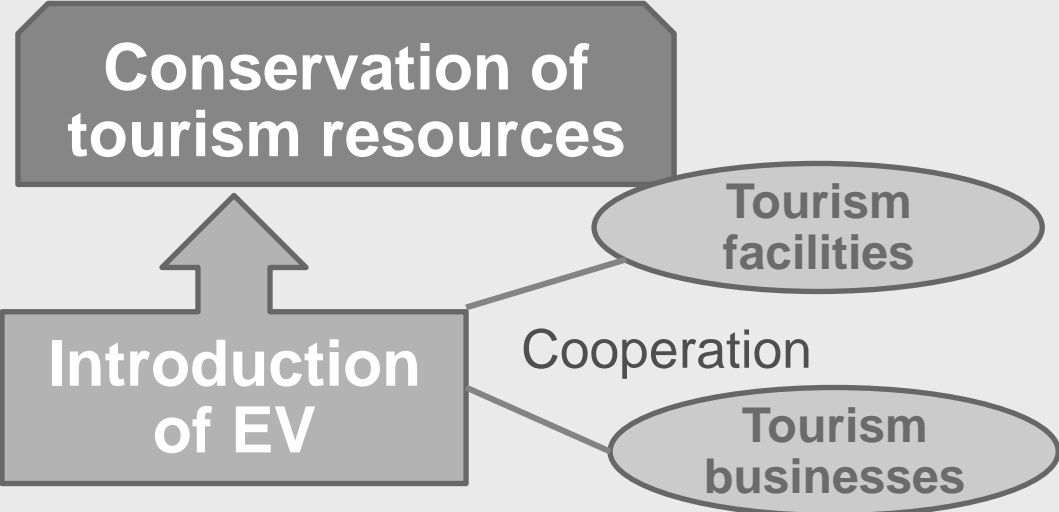 Conservation of
tourism resources
Tourism
facilities
Introduction
of EV
Cooperation
Tourism
businesses